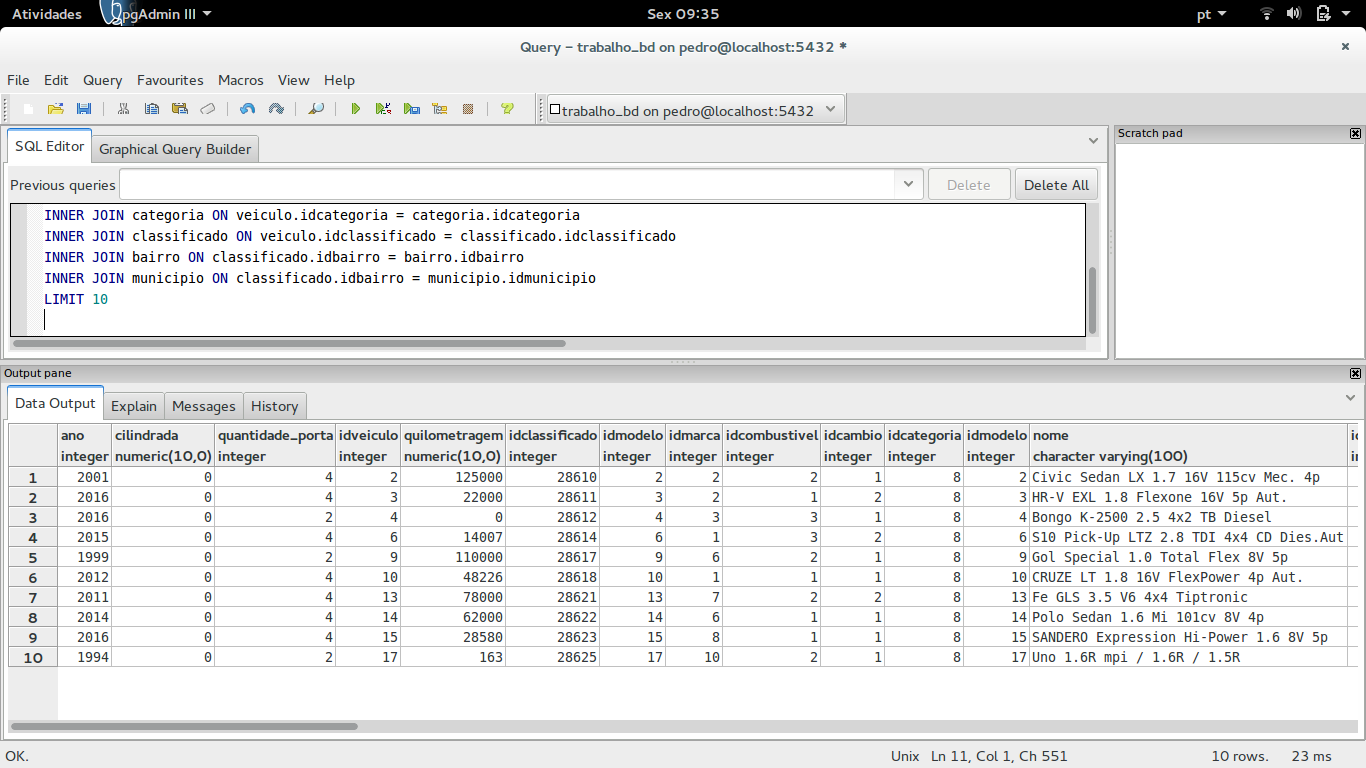 Atividades pgAdmin III Sex 09:35 pt
Query - trabalho_bd on pedro@localhost:5432 *
File Edit Query Favourites Macros View Help
trabalho_bd on pedro@localhost:5432
SQL Editor Graphical Query Builder
Scratch pad
Previous queries Delete Delete All
INNER JOIN categoria ON veiculo.idcategoria = categoria.idcategoria
INNER JOIN classificado ON veiculo.idclassificado = classificado.idclassificado
INNER JOIN bairro ON classificado.idbairro = bairro.idbairro
INNER JOIN municipio ON classificado.idbairro = municipio.idmunicipio
LIMIT 10
Output pane
Data Output Explain Messages History
ano cilindrada quantidade_porta idveiculo quilometragem idclassificado idmodelo idmarca idcombustivel idcambio idcategoria idmodelo nome
integer numeric(10,0) integer integer numeric(10,0) integer integer integer integer integer integer integer character varying(100)
1 2001 0 4 2 125000 28610 2 2 2 1 8 2 Civic Sedan LX 1.7 16V 115cv Mec. 4p
2 2016 0 4 3 22000 28611 3 2 1 2 8 3 HR-V EXL 1.8 Flexone 16V 5p Aut.
3 2016 0 2 4 0 28612 4 3 3 1 8 4 Bongo K-2500 2.5 4x2 TB Diesel
4 2015 0 4 6 14007 28614 6 1 3 2 8 6 S10 Pick-Up LTZ 2.8 TDI 4x4 CD Dies.Aut
5 1999 0 2 9 110000 28617 9 6 2 1 8 9 Gol Special 1.0 Total Flex 8V 5p
6 2012 0 4 10 48226 28618 10 1 1 1 8 10 CRUZE LT 1.8 16V FlexPower 4p Aut.
7 2011 0 4 13 78000 28621 13 7 2 2 8 13 Fe GLS 3.5 V6 4x4 Tiptronic
8 2014 0 4 14 62000 28622 14 6 1 1 8 14 Polo Sedan 1.6 Mi 101cv 8V 4p
9 2016 0 4 15 28580 28623 15 8 1 1 8 15 SANDERO Expression Hi-Power 1.6 8V 5p
10 1994 0 2 17 163 28625 17 10 2 1 8 17 Uno 1.6R mpi / 1.6R / 1.5R
OK. Unix Ln 11, Col 1, Ch 551 10 rows. 23 ms